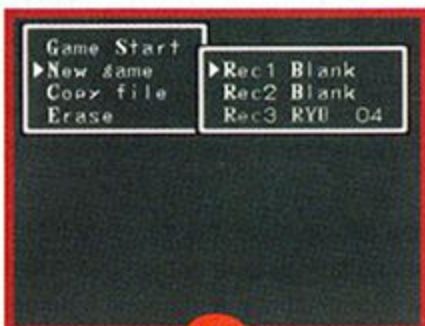 Game Start
New game
Copy file
Erase
Rec1 Blank
Rec2 Blank
Rec3 RYU 04